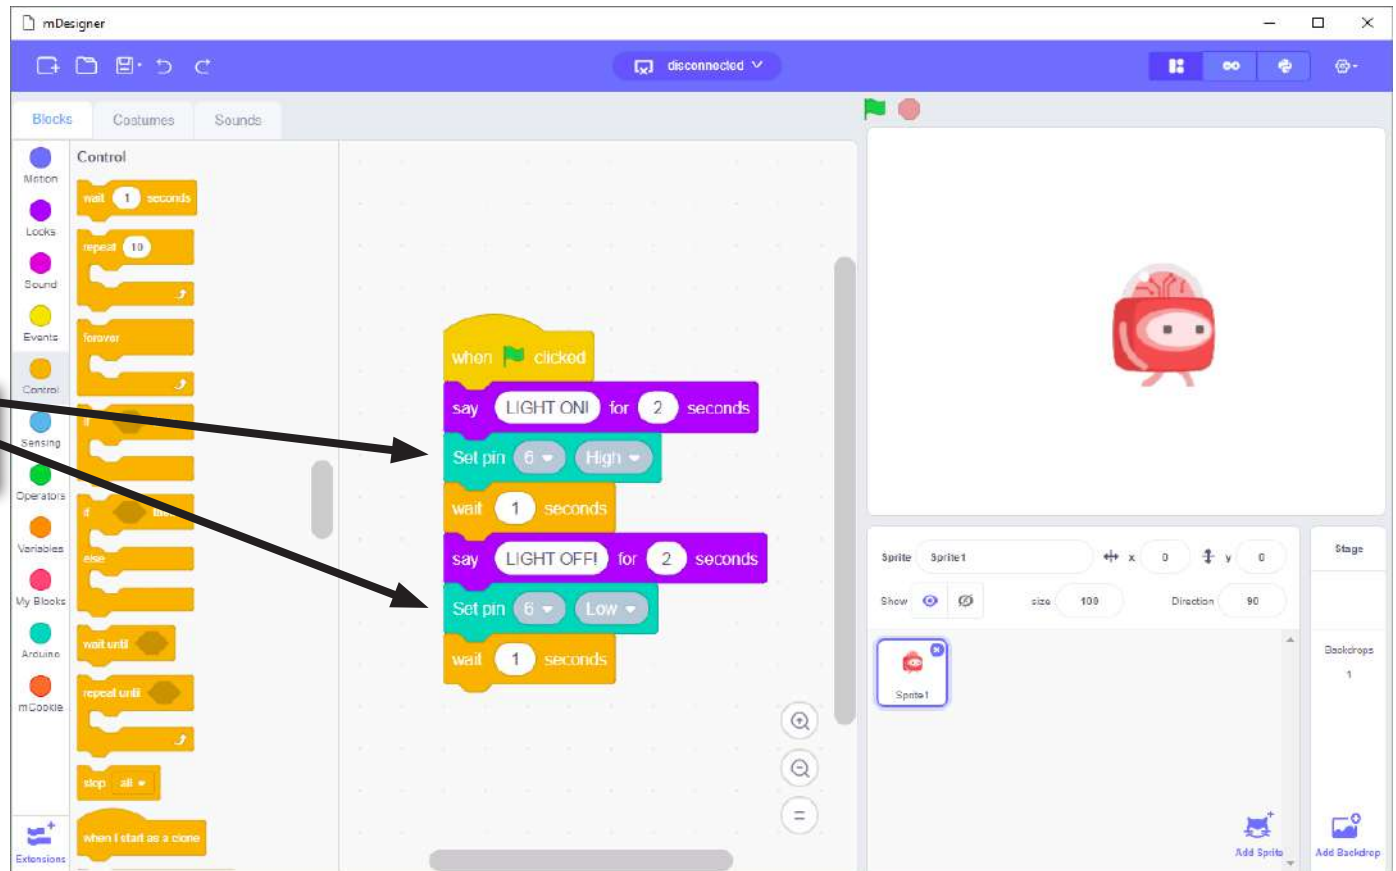 mDesigner
disconnected
Blocks
Costumes
Sounds
Motion
Looks
Sound
Events
Control
Sensing
Operators
Variables
My Blocks
Arduino
mCookie
Extensions
Control
wait 1 seconds
repeat 10
forever
if
if
else
wait until
repeat until
stop all
when I start as a clone
when clicked
say LIGHT ON! for 2 seconds
Set pin 6 High
wait 1 seconds
say LIGHT OFF! for 2 seconds
Set pin 6 Low
wait 1 seconds
Sprite Sprite1 x 0 y 0
Show size 100 Direction 90
Sprite1
Add Sprite
Stage
Backdrops
1
Add Backdrop